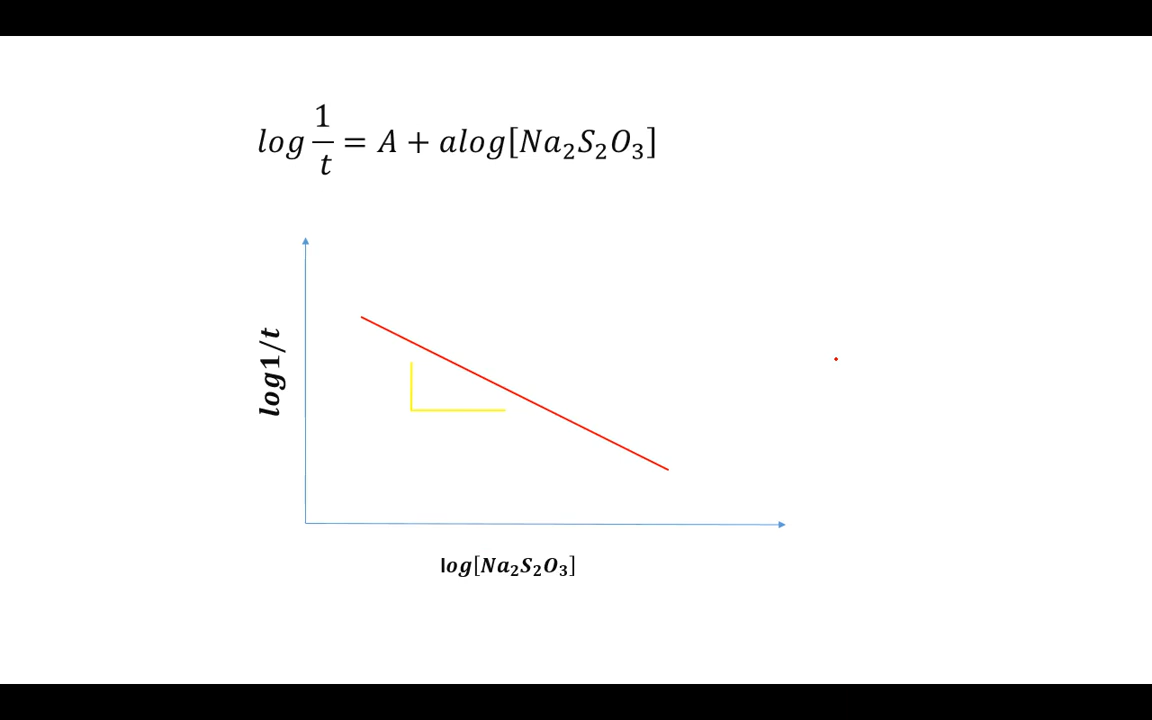 log 1/t = A + alog[Na₂S₂O₃]
log1/t
log[Na₂S₂O₃]